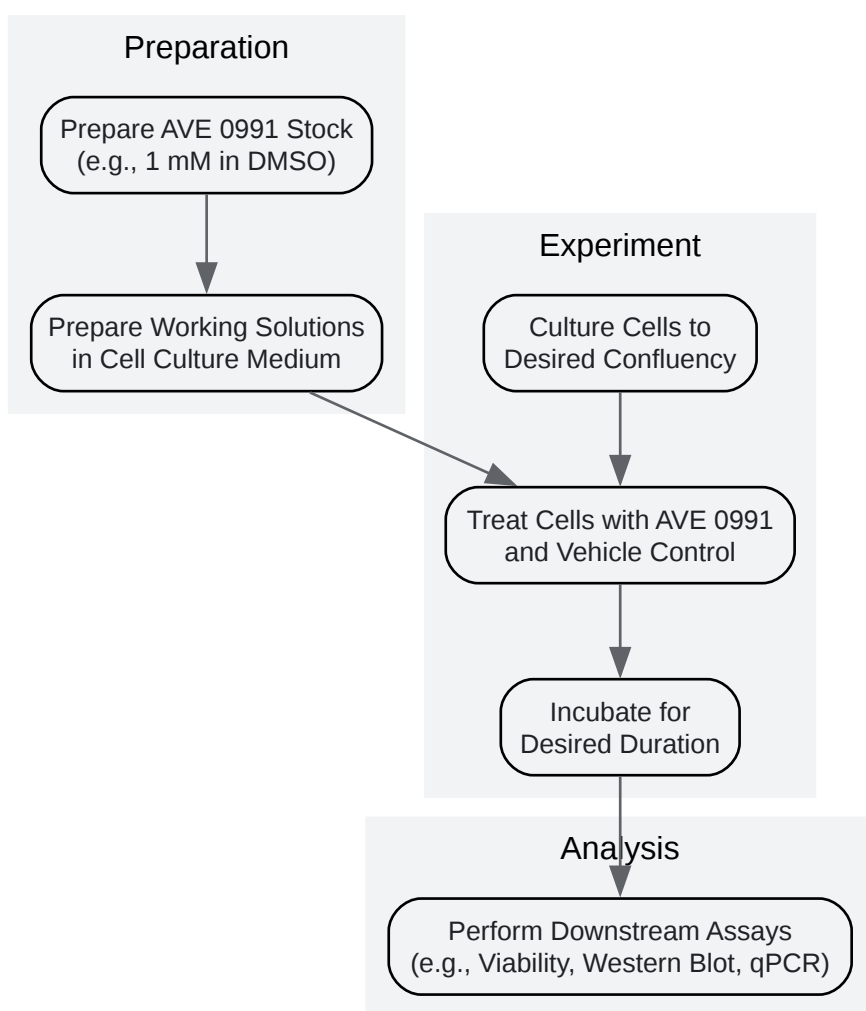 Preparation
Prepare AVE 0991 Stock
(e.g., 1 mM in DMSO)
Prepare Working Solutions
in Cell Culture Medium
Experiment
Culture Cells to
Desired Confluency
Treat Cells with AVE 0991
and Vehicle Control
Incubate for
Desired Duration
Analysis
Perform Downstream Assays
(e.g., Viability, Western Blot, qPCR)